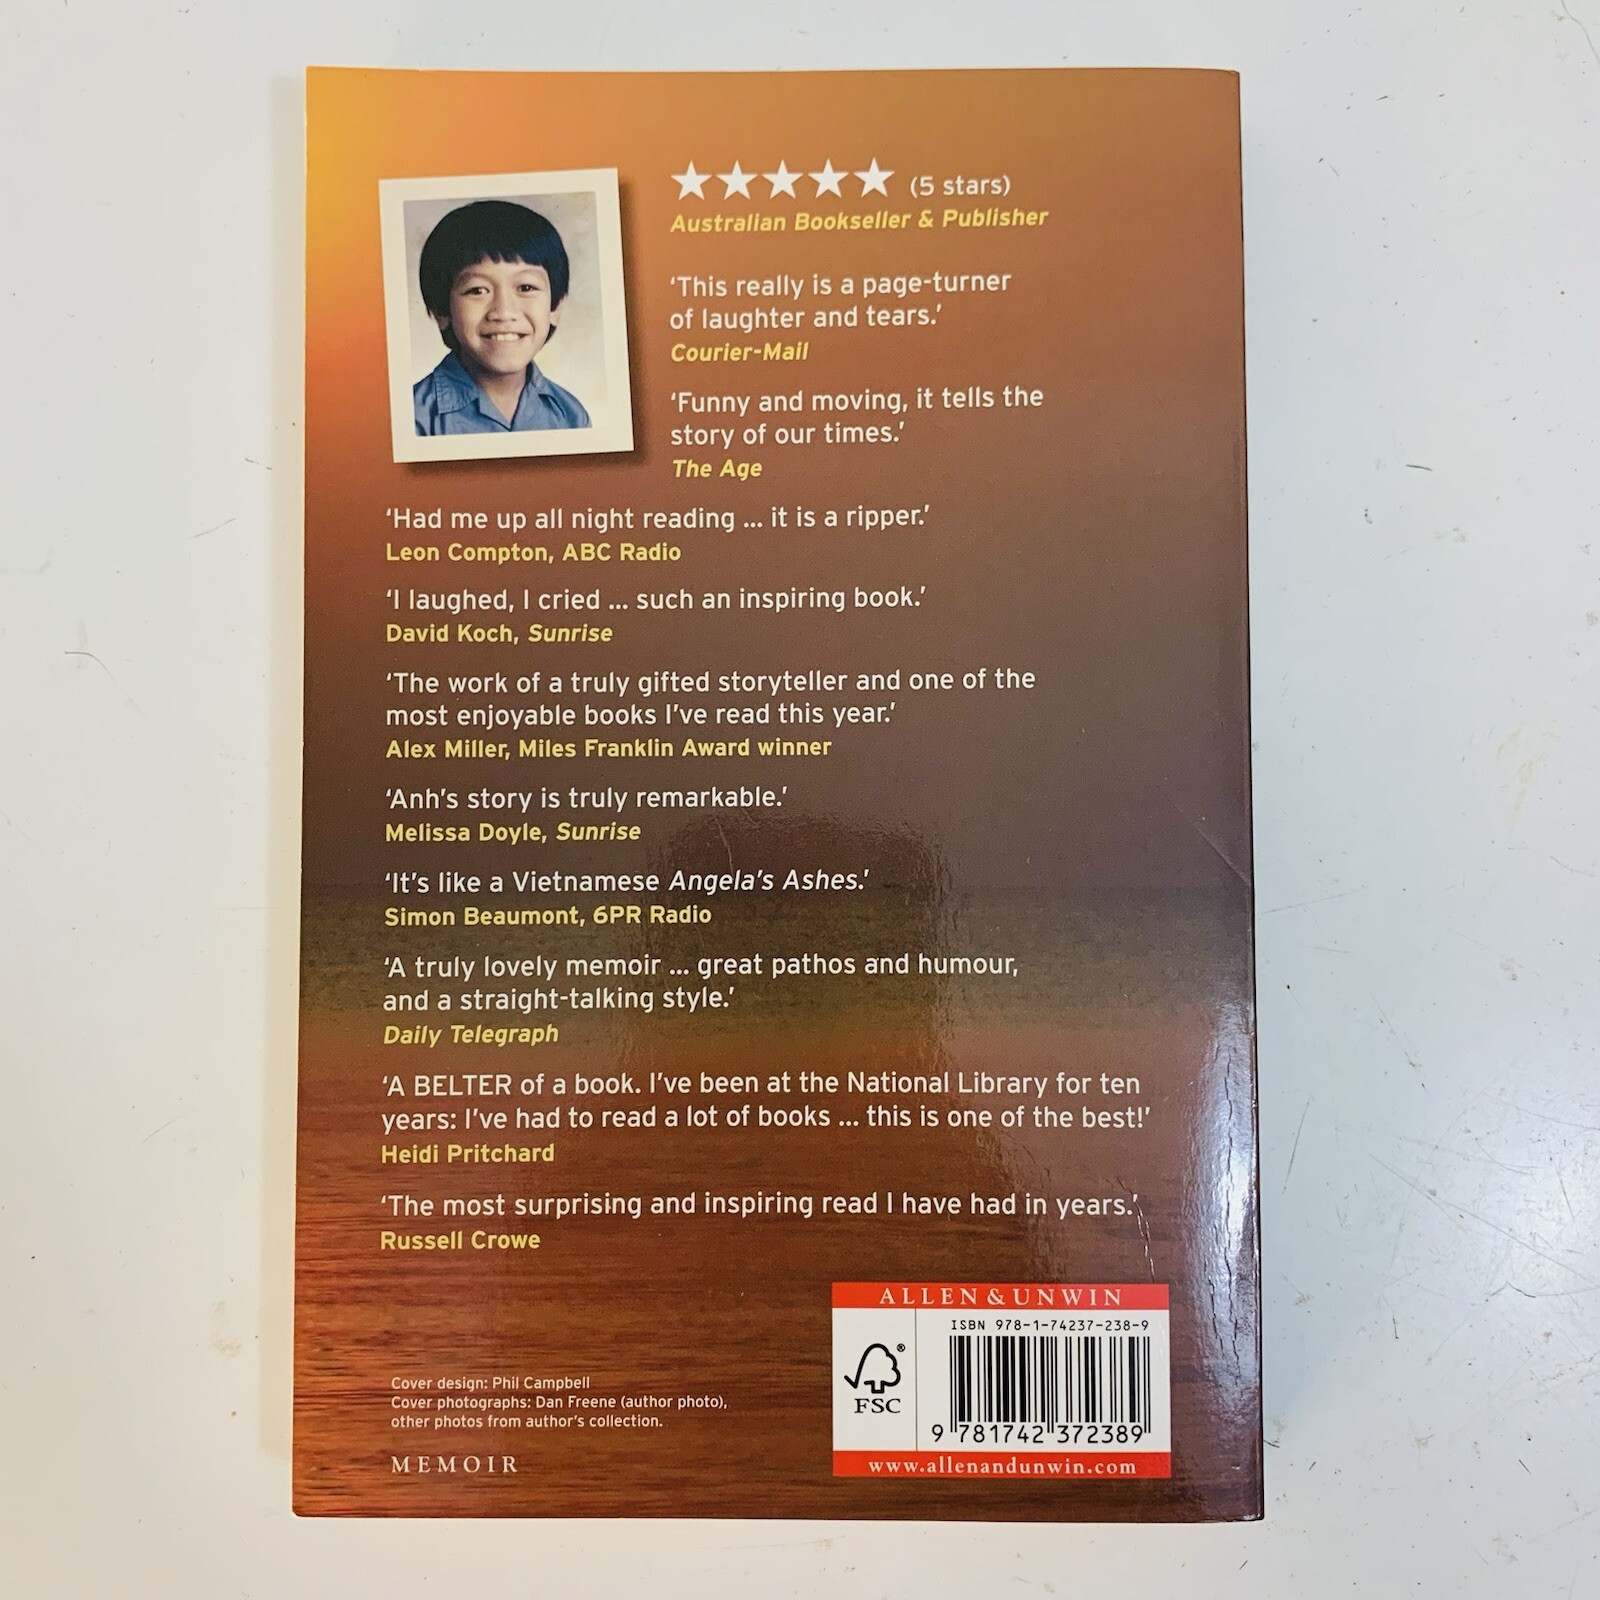 ★★★★★ (5 stars)
Australian Bookseller & Publisher
‘This really is a page-turner
of laughter and tears.’
Courier-Mail
‘Funny and moving, it tells the
story of our times.’
The Age
‘Had me up all night reading ... it is a ripper.’
Leon Compton, ABC Radio
‘I laughed, I cried ... such an inspiring book.’
David Koch, Sunrise
‘The work of a truly gifted storyteller and one of the
most enjoyable books I’ve read this year.’
Alex Miller, Miles Franklin Award winner
‘Anh’s story is truly remarkable.’
Melissa Doyle, Sunrise
‘It’s like a Vietnamese Angela’s Ashes.’
Simon Beaumont, 6PR Radio
‘A truly lovely memoir ... great pathos and humour,
and a straight-talking style.’
Daily Telegraph
‘A BELTER of a book. I’ve been at the National Library for ten
years: I’ve had to read a lot of books ... this is one of the best!’
Heidi Pritchard
‘The most surprising and inspiring read I have had in years.’
Russell Crowe
Cover design: Phil Campbell
Cover photographs: Dan Freene (author photo),
other photos from author’s collection.
MEMOIR
ALLEN & UNWIN
ISBN 978-1-74237-238-9
® FSC
9 781742 372389
www.allenandunwin.com